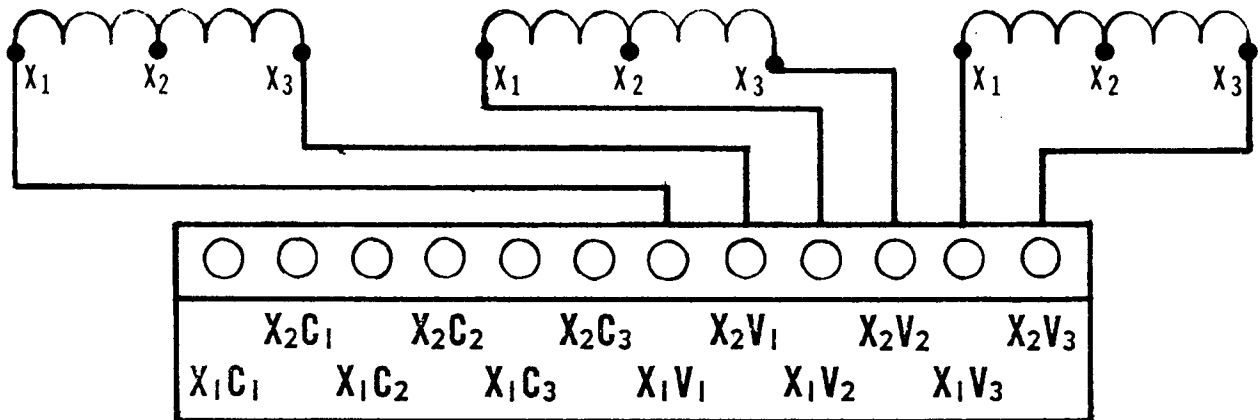 X₁ X₂ X₃ X₁ X₂ X₃ X₁ X₂ X₃
X₂C₁ X₂C₂ X₂C₃ X₂V₁ X₂V₂ X₂V₃
X₁C₁ X₁C₂ X₁C₃ X₁V₁ X₁V₂ X₁V₃